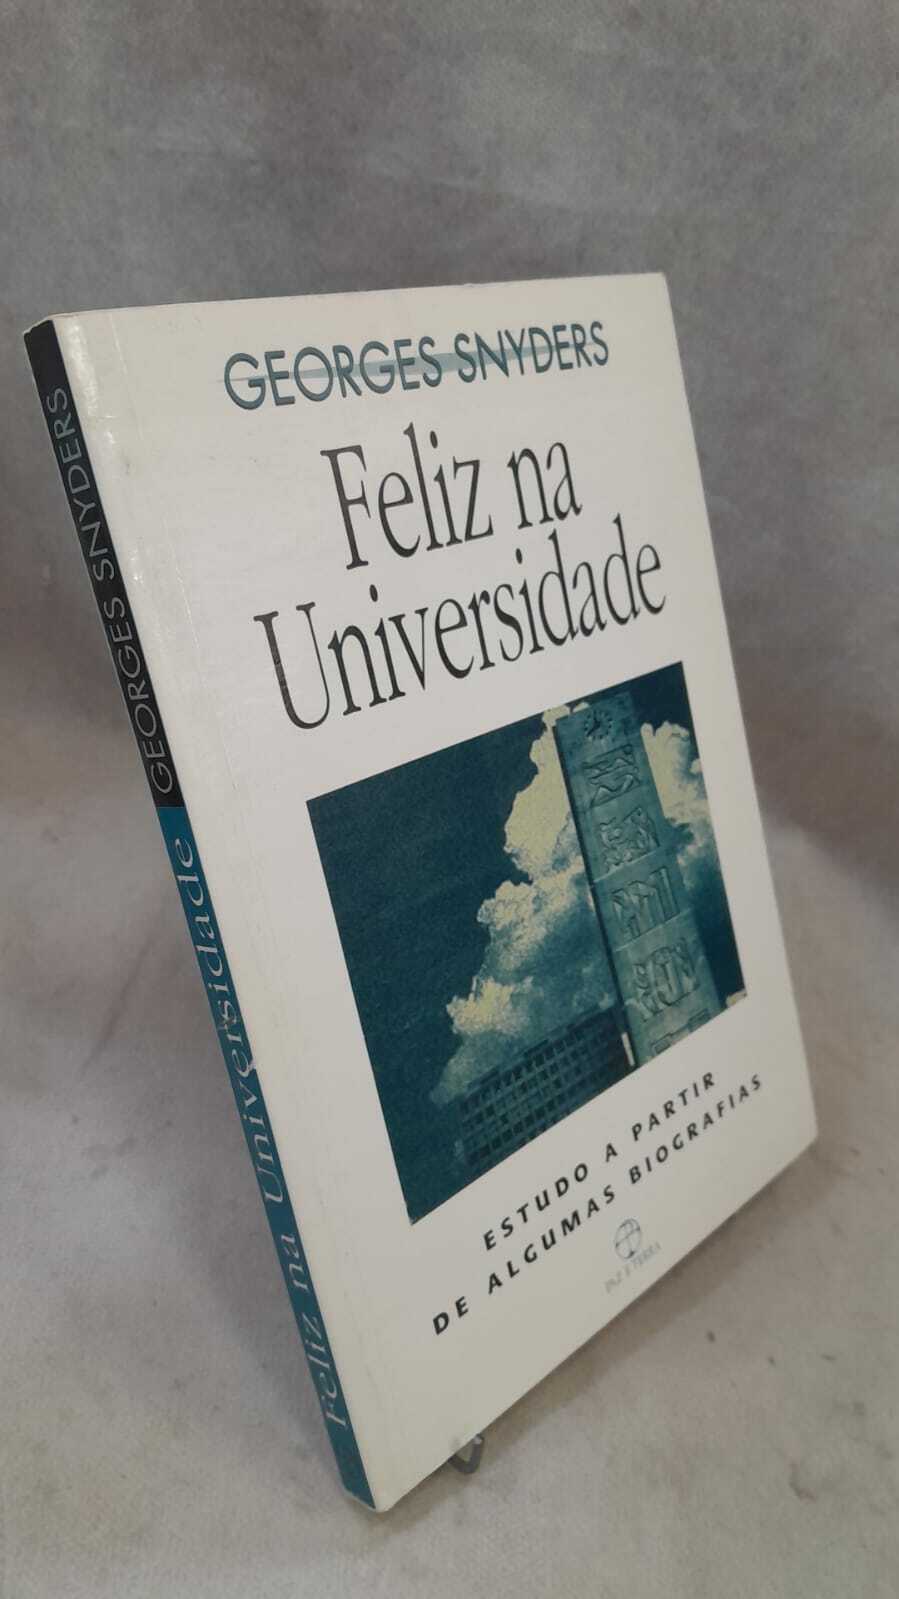 GEORGES SNYDERS
Feliz na
Universidade
ESTUDO A PARTIR
DE ALGUMAS BIOGRAFIAS
PAZ E TERRA
Feliz na Universidade GEORGES SNYDERS